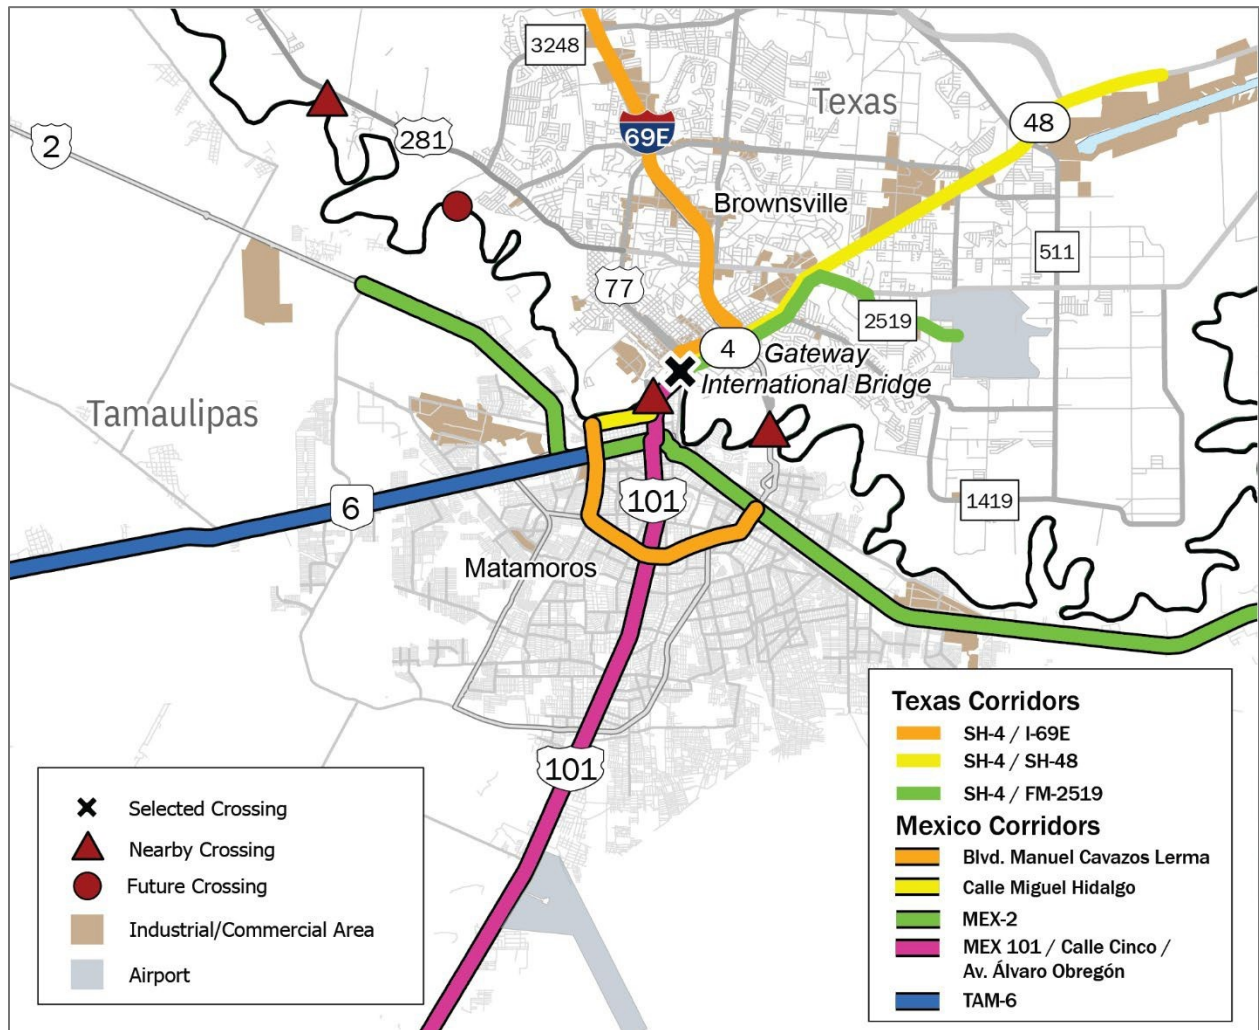 3248
Texas
48
2
281
69E
Brownsville
511
77
2519
4
Gateway
International Bridge
Tamaulipas
6
101
1419
Matamoros
101
Texas Corridors
SH-4 / I-69E
SH-4 / SH-48
SH-4 / FM-2519
Mexico Corridors
Blvd. Manuel Cavazos Lerma
Calle Miguel Hidalgo
MEX-2
MEX 101 / Calle Cinco /
Av. Álvaro Obregón
TAM-6
Selected Crossing
Nearby Crossing
Future Crossing
Industrial/Commercial Area
Airport